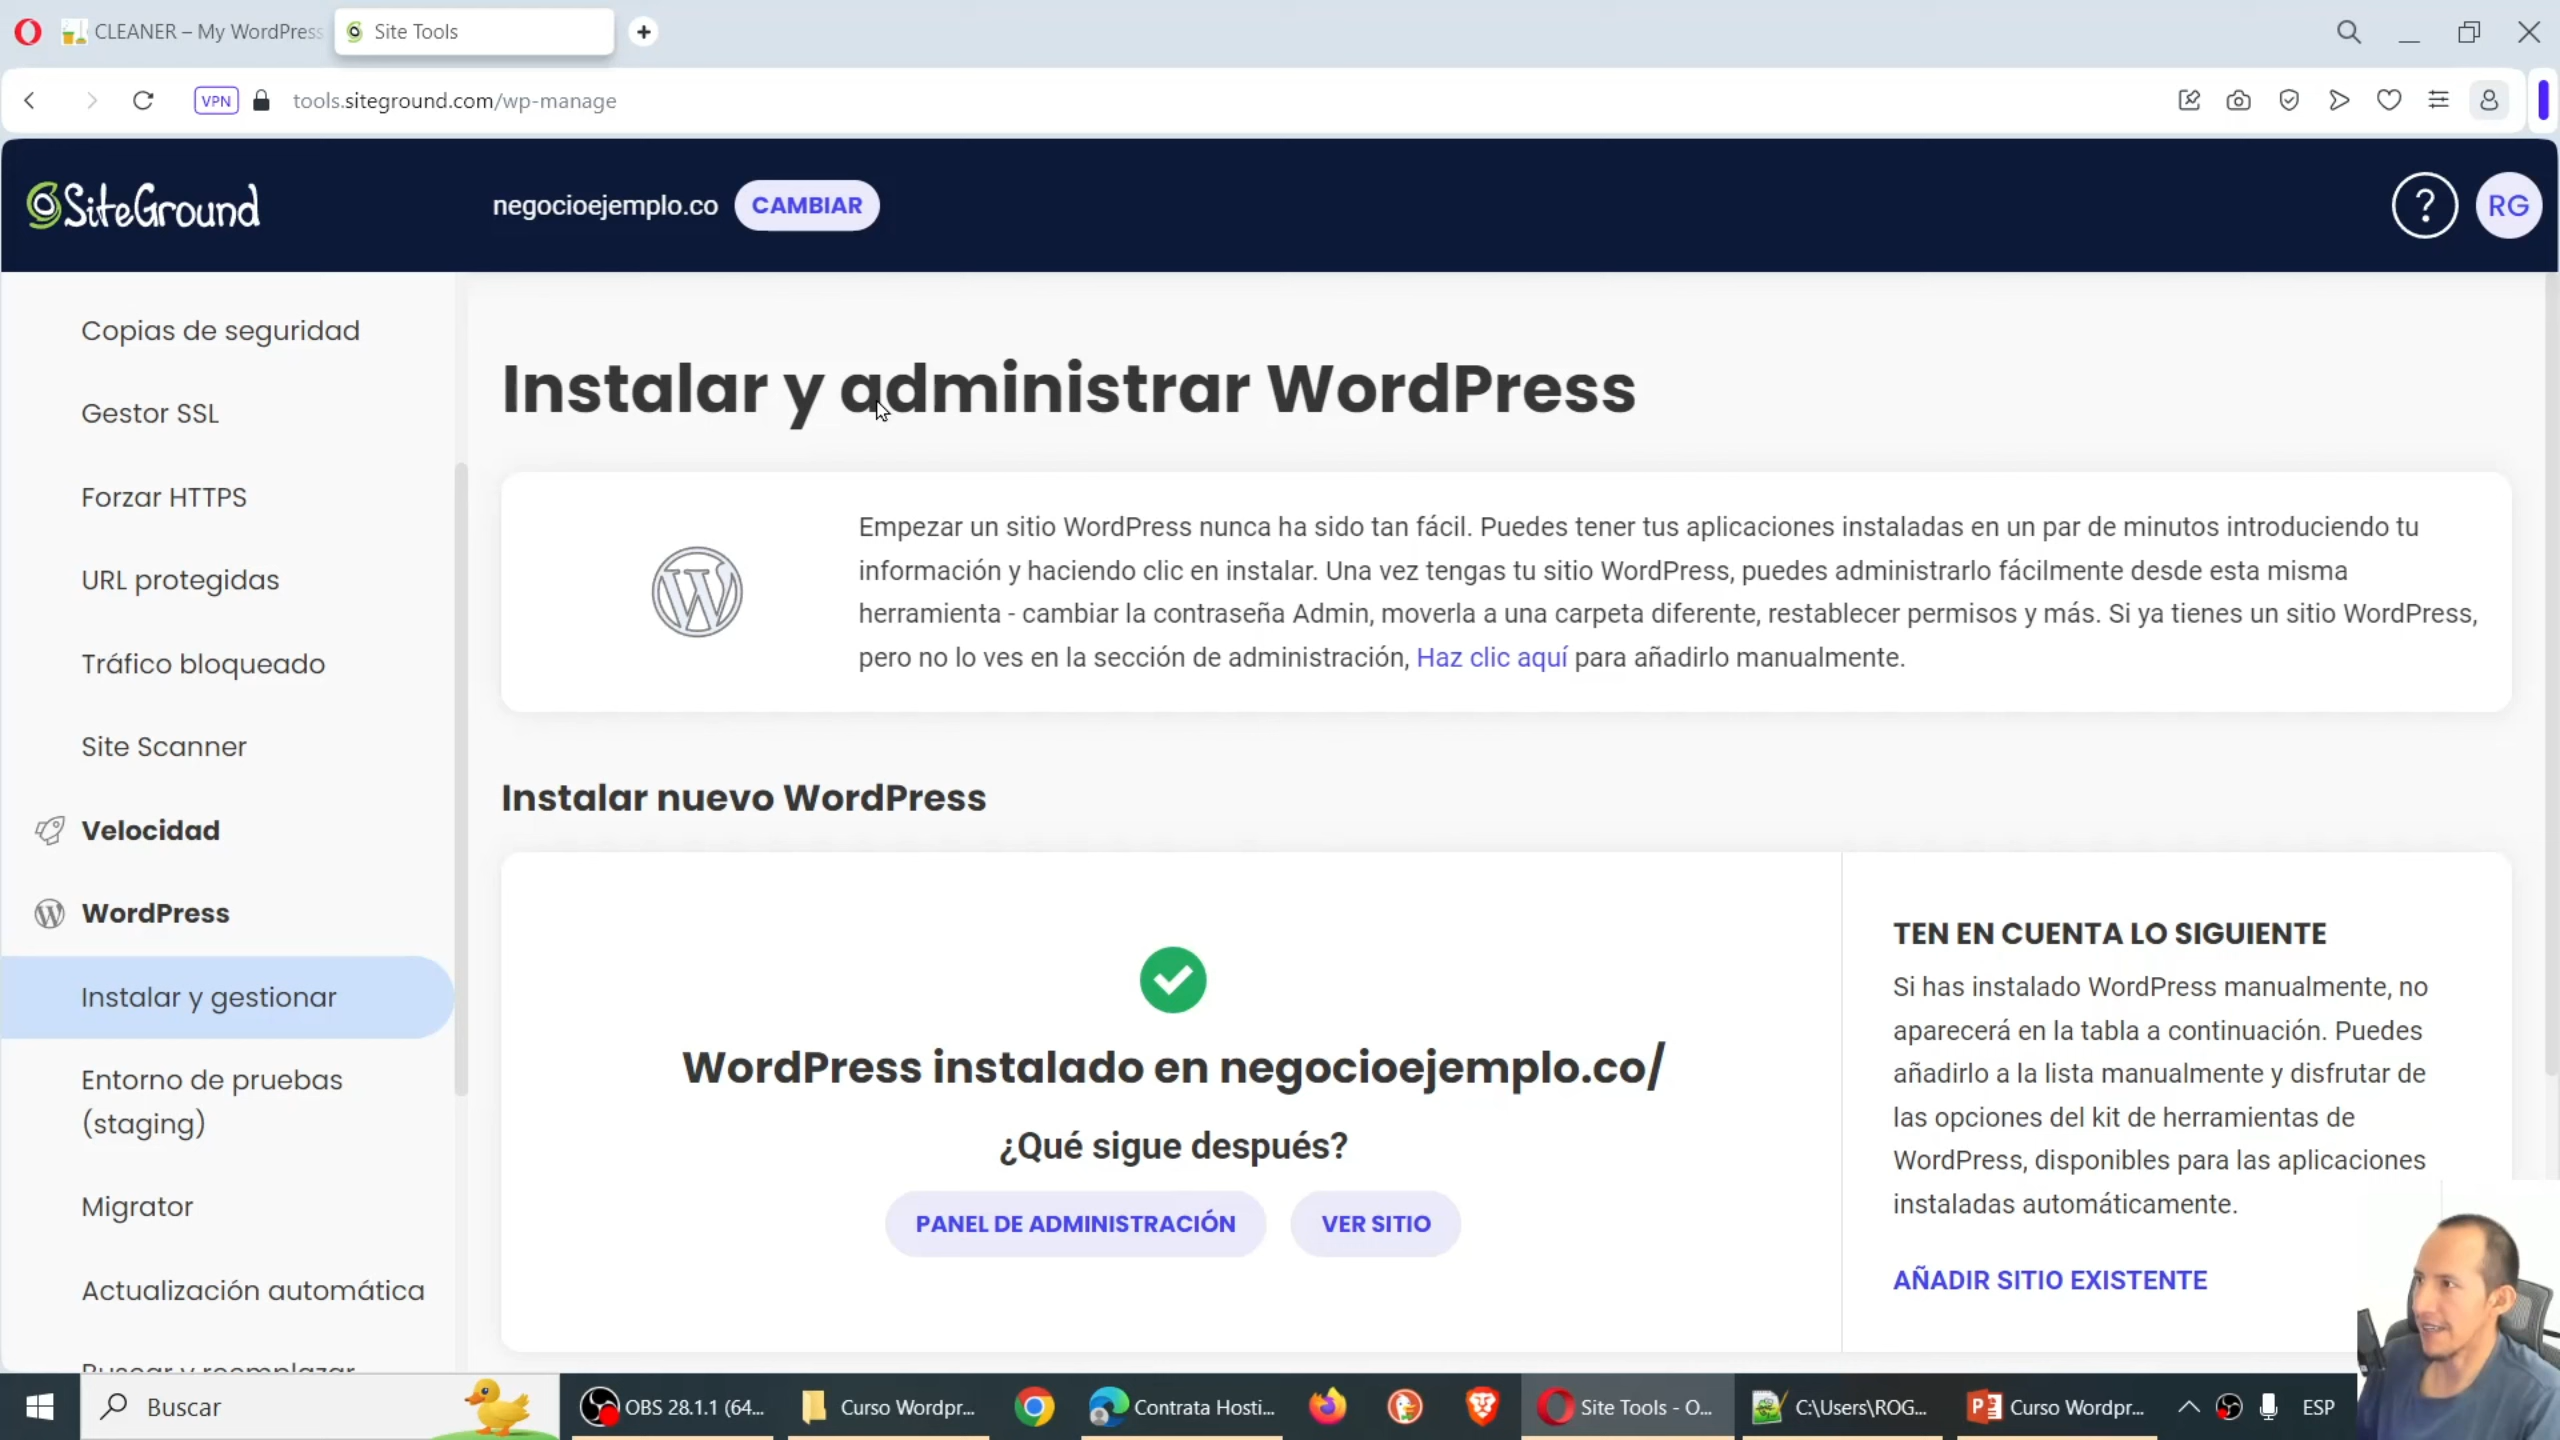 CLEANER – My WordPress
Site Tools
VPN
tools.siteground.com/wp-manage
SiteGround
negocioejemplo.co
CAMBIAR
?
RG
Copias de seguridad
Gestor SSL
Forzar HTTPS
URL protegidas
Tráfico bloqueado
Site Scanner
Velocidad
WordPress
Instalar y gestionar
Entorno de pruebas
(staging)
Migrator
Actualización automática
Buscar y reemplazar
Instalar y administrar WordPress
Empezar un sitio WordPress nunca ha sido tan fácil. Puedes tener tus aplicaciones instaladas en un par de minutos introduciendo tu
información y haciendo clic en instalar. Una vez tengas tu sitio WordPress, puedes administrarlo fácilmente desde esta misma
herramienta - cambiar la contraseña Admin, moverla a una carpeta diferente, restablecer permisos y más. Si ya tienes un sitio WordPress,
pero no lo ves en la sección de administración, Haz clic aquí para añadirlo manualmente.
Instalar nuevo WordPress
WordPress instalado en negocioejemplo.co/
¿Qué sigue después?
PANEL DE ADMINISTRACIÓN
VER SITIO
TEN EN CUENTA LO SIGUIENTE
Si has instalado WordPress manualmente, no
aparecerá en la tabla a continuación. Puedes
añadirlo a la lista manualmente y disfrutar de
las opciones del kit de herramientas de
WordPress, disponibles para las aplicaciones
instaladas automáticamente.
AÑADIR SITIO EXISTENTE
Buscar
OBS 28.1.1 (64...
Curso Wordpr...
Contrata Hosti...
Site Tools - O...
C:\Users\ROG...
Curso Wordpr...
ESP